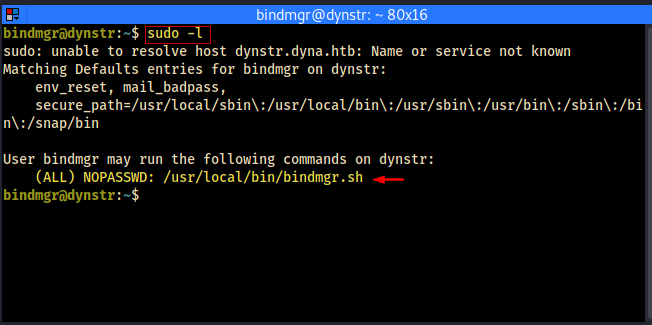 bindmgr@dynstr: ~ 80x16
bindmgr@dynstr:~$ sudo -l
sudo: unable to resolve host dynstr.dyna.htb: Name or service not known
Matching Defaults entries for bindmgr on dynstr:
    env_reset, mail_badpass,
    secure_path=/usr/local/sbin\:/usr/local/bin\:/usr/sbin\:/usr/bin\:/sbin\:/bi
n\:/snap/bin

User bindmgr may run the following commands on dynstr:
    (ALL) NOPASSWD: /usr/local/bin/bindmgr.sh
bindmgr@dynstr:~$